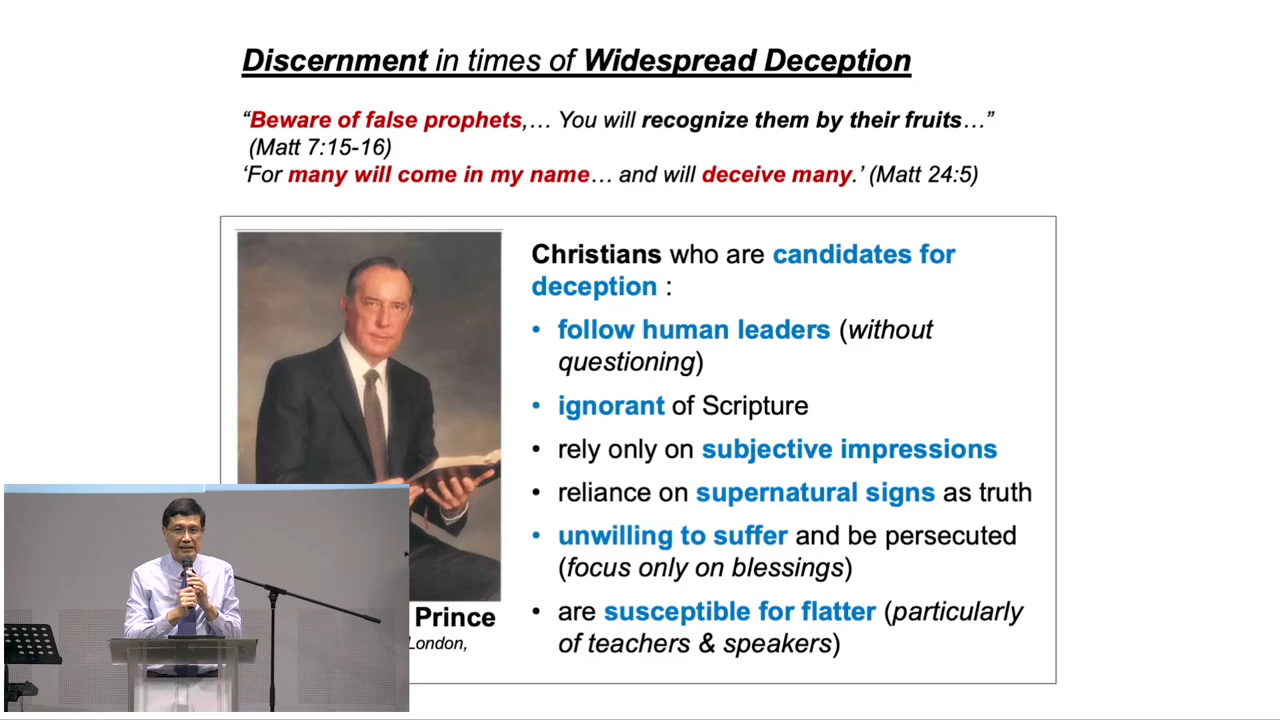 Discernment in times of Widespread Deception
“Beware of false prophets,… You will recognize them by their fruits…”
(Matt 7:15-16)
‘For many will come in my name… and will deceive many.’ (Matt 24:5)
Christians who are candidates for
deception :
• follow human leaders (without
questioning)
• ignorant of Scripture
• rely only on subjective impressions
• reliance on supernatural signs as truth
• unwilling to suffer and be persecuted
(focus only on blessings)
• are susceptible for flatter (particularly
of teachers & speakers)
Prince
London,